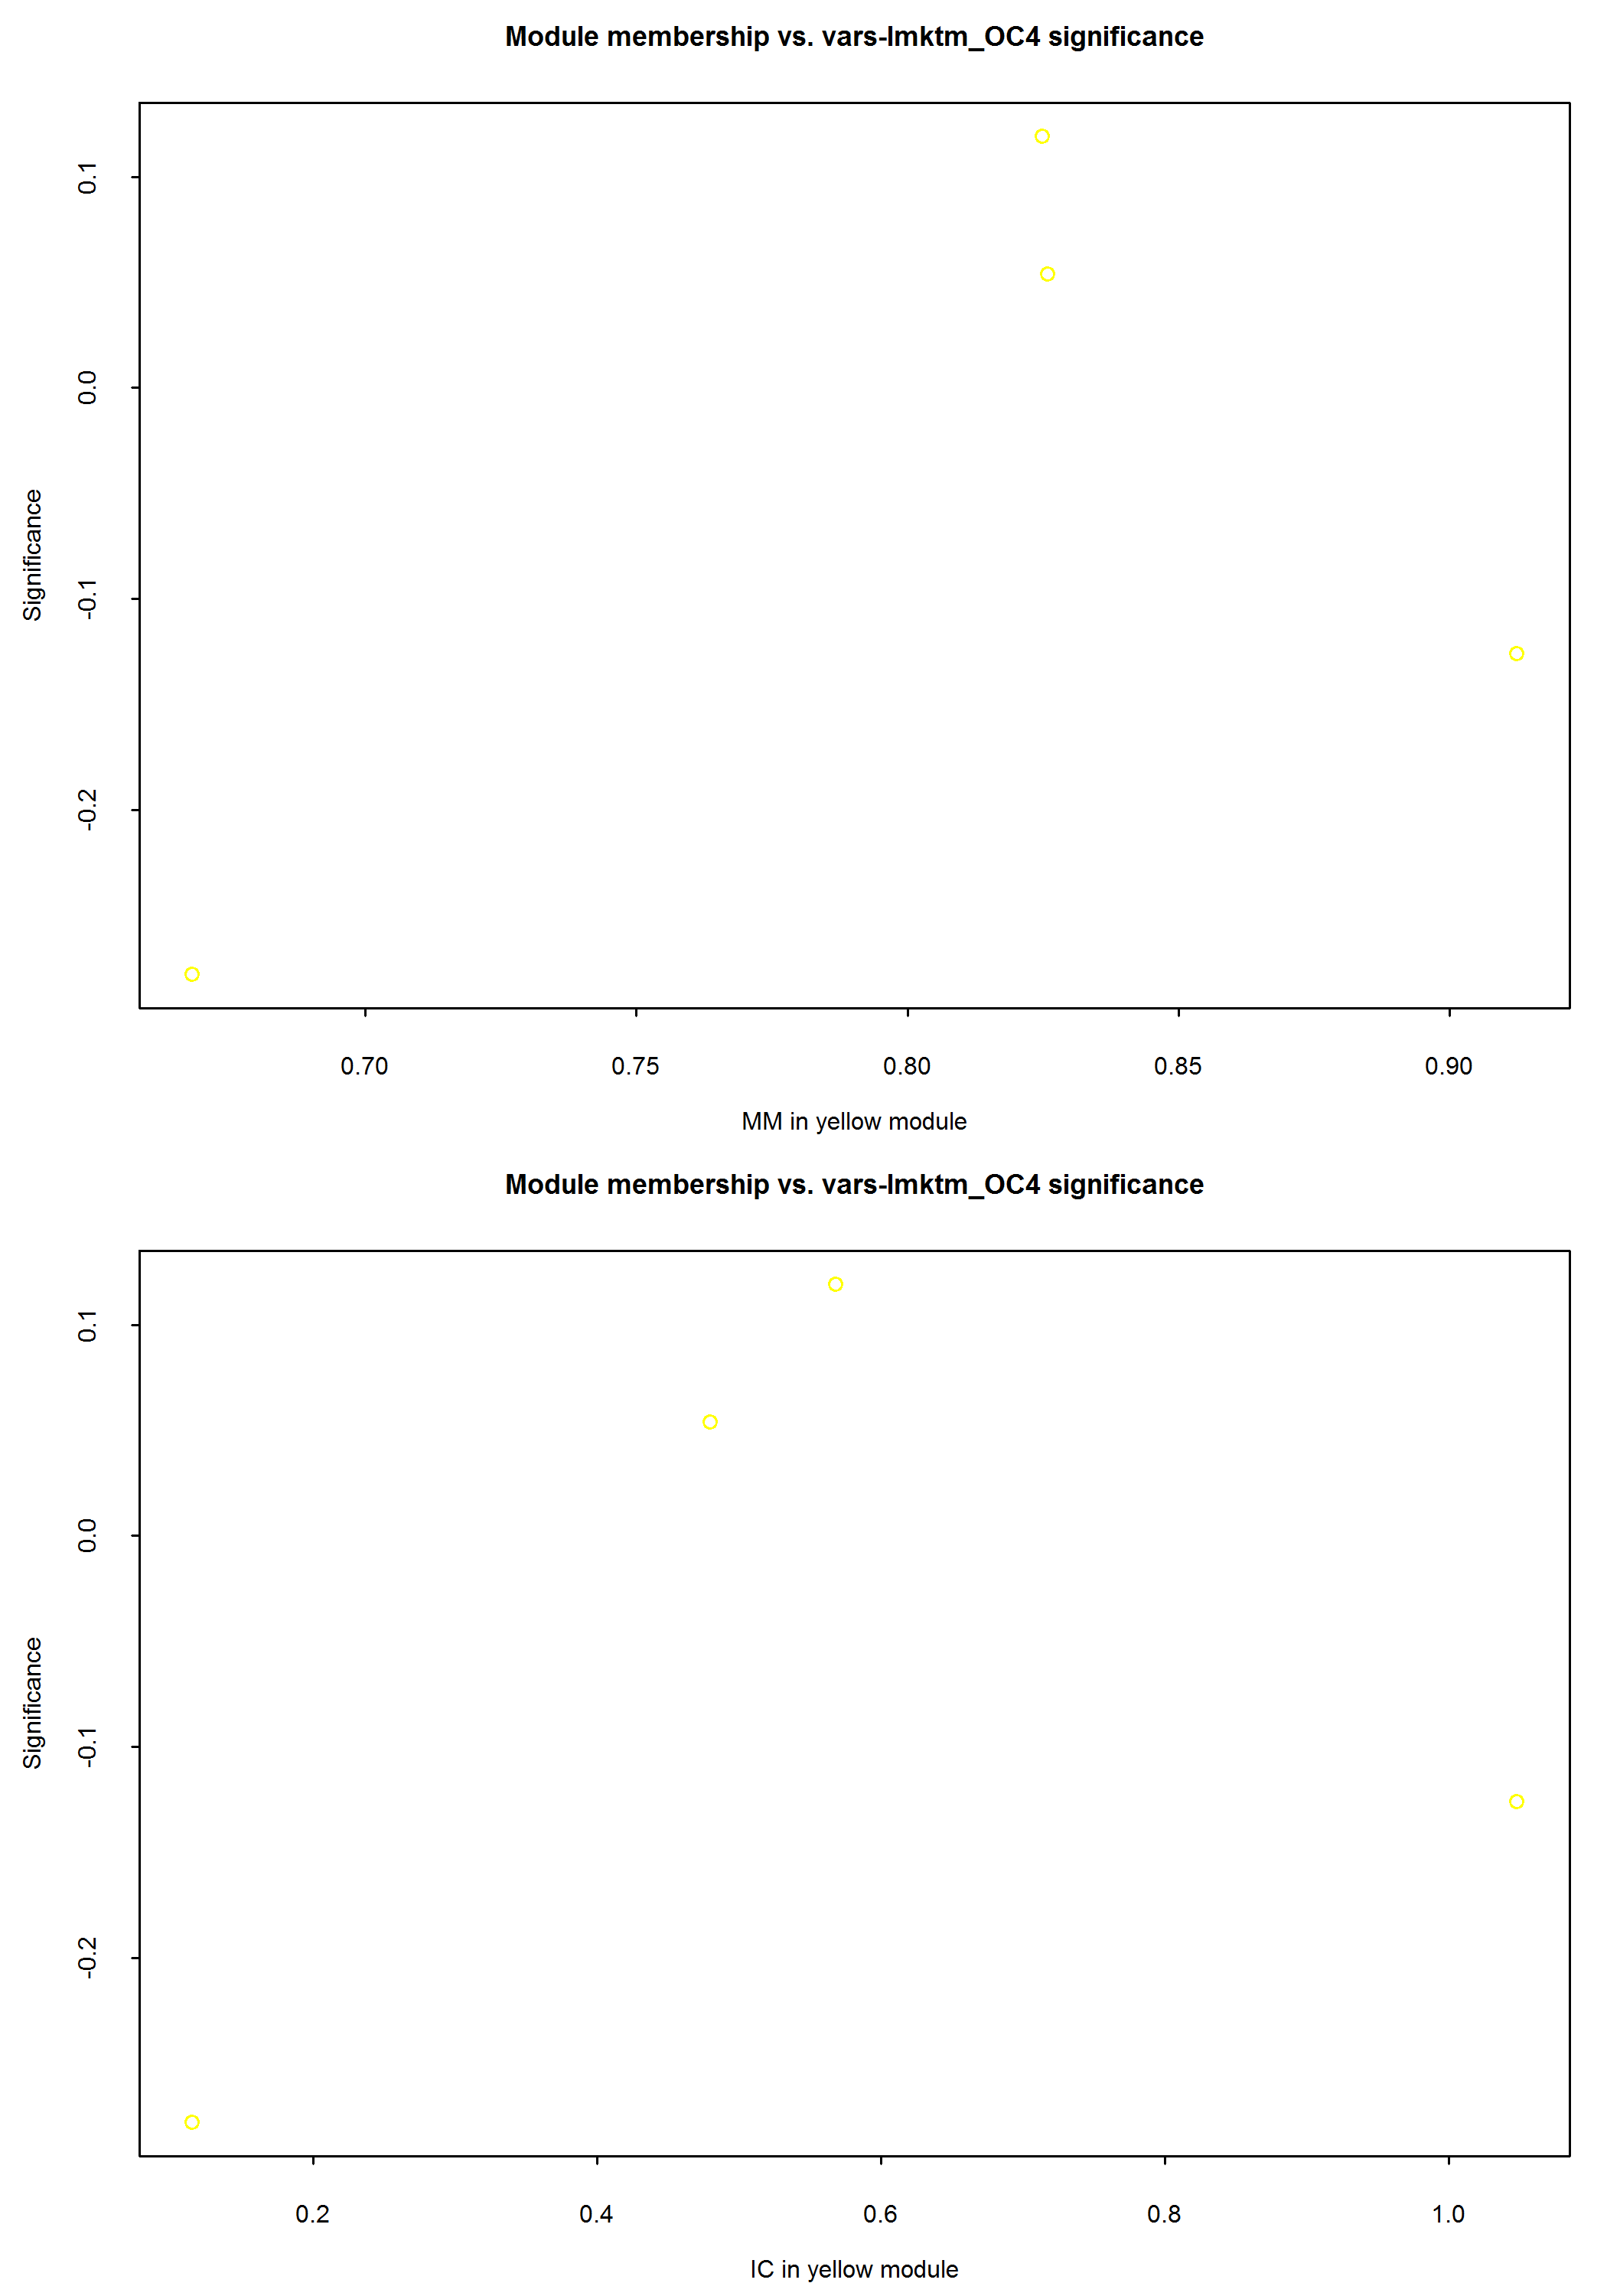 Module membership vs. vars-lmktm_OC4 significance
0.1
0.0
-0.1
-0.2
Significance
0.70 0.75 0.80 0.85 0.90
MM in yellow module
Module membership vs. vars-lmktm_OC4 significance
0.1
0.0
-0.1
-0.2
Significance
0.2 0.4 0.6 0.8 1.0
IC in yellow module